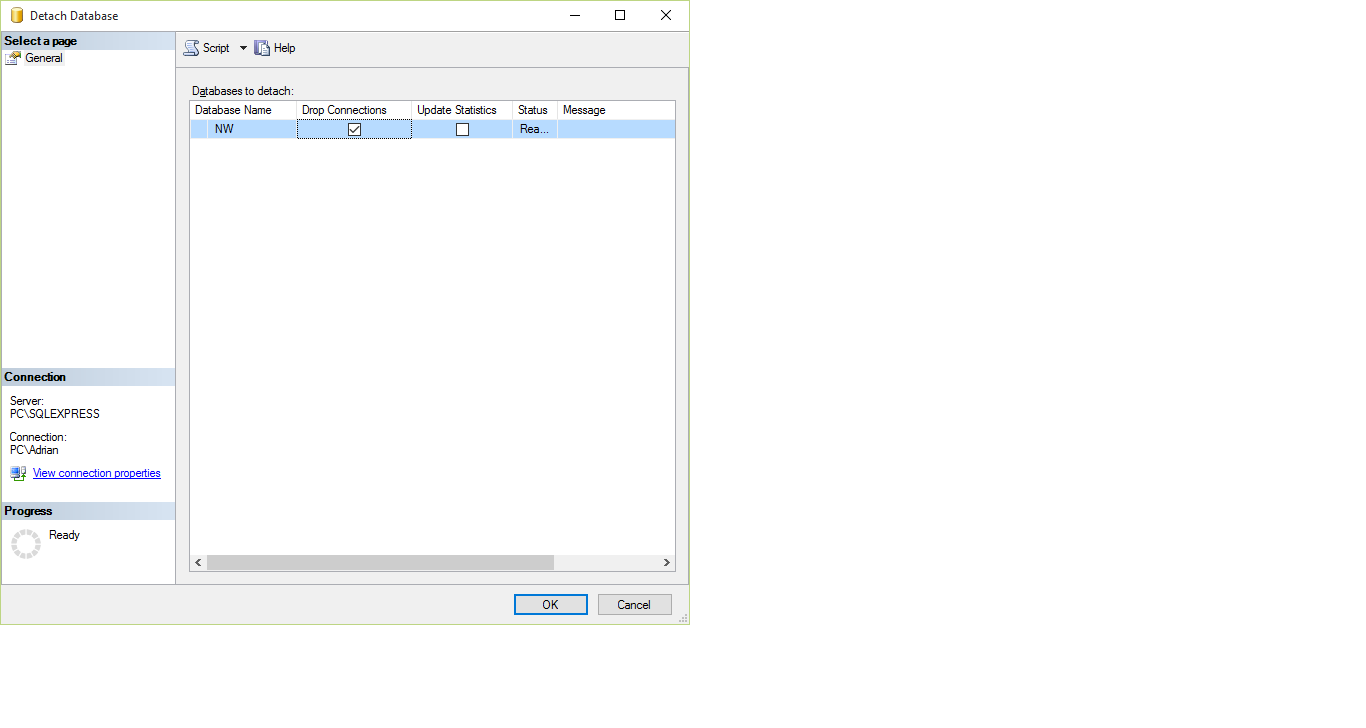 Detach Database
Select a page
General
Script Help
Databases to detach:
Database Name Drop Connections Update Statistics Status Message
NW Rea...
Connection
Server:
PC\SQLEXPRESS
Connection:
PC\Adrian
View connection properties
Progress
Ready
OK Cancel